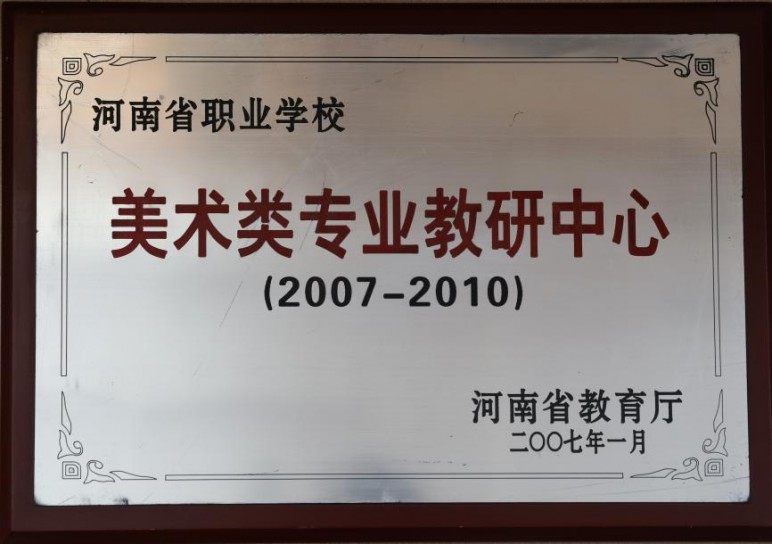 河南省职业学校
美术类专业教研中心
(2007-2010)
河南省教育厅
二〇〇七年一月